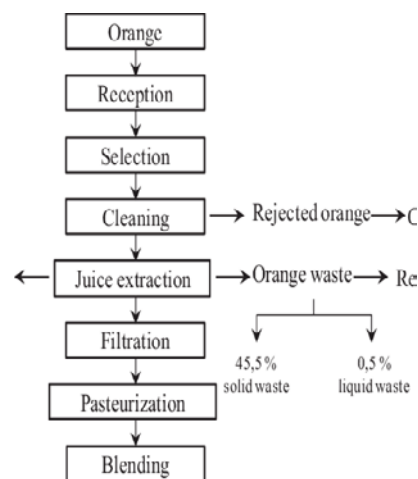 Orange
Reception
Selection
Cleaning
Rejected orange
Juice extraction
Orange waste
45,5 %
solid waste
0,5 %
liquid waste
Filtration
Pasteurization
Blending